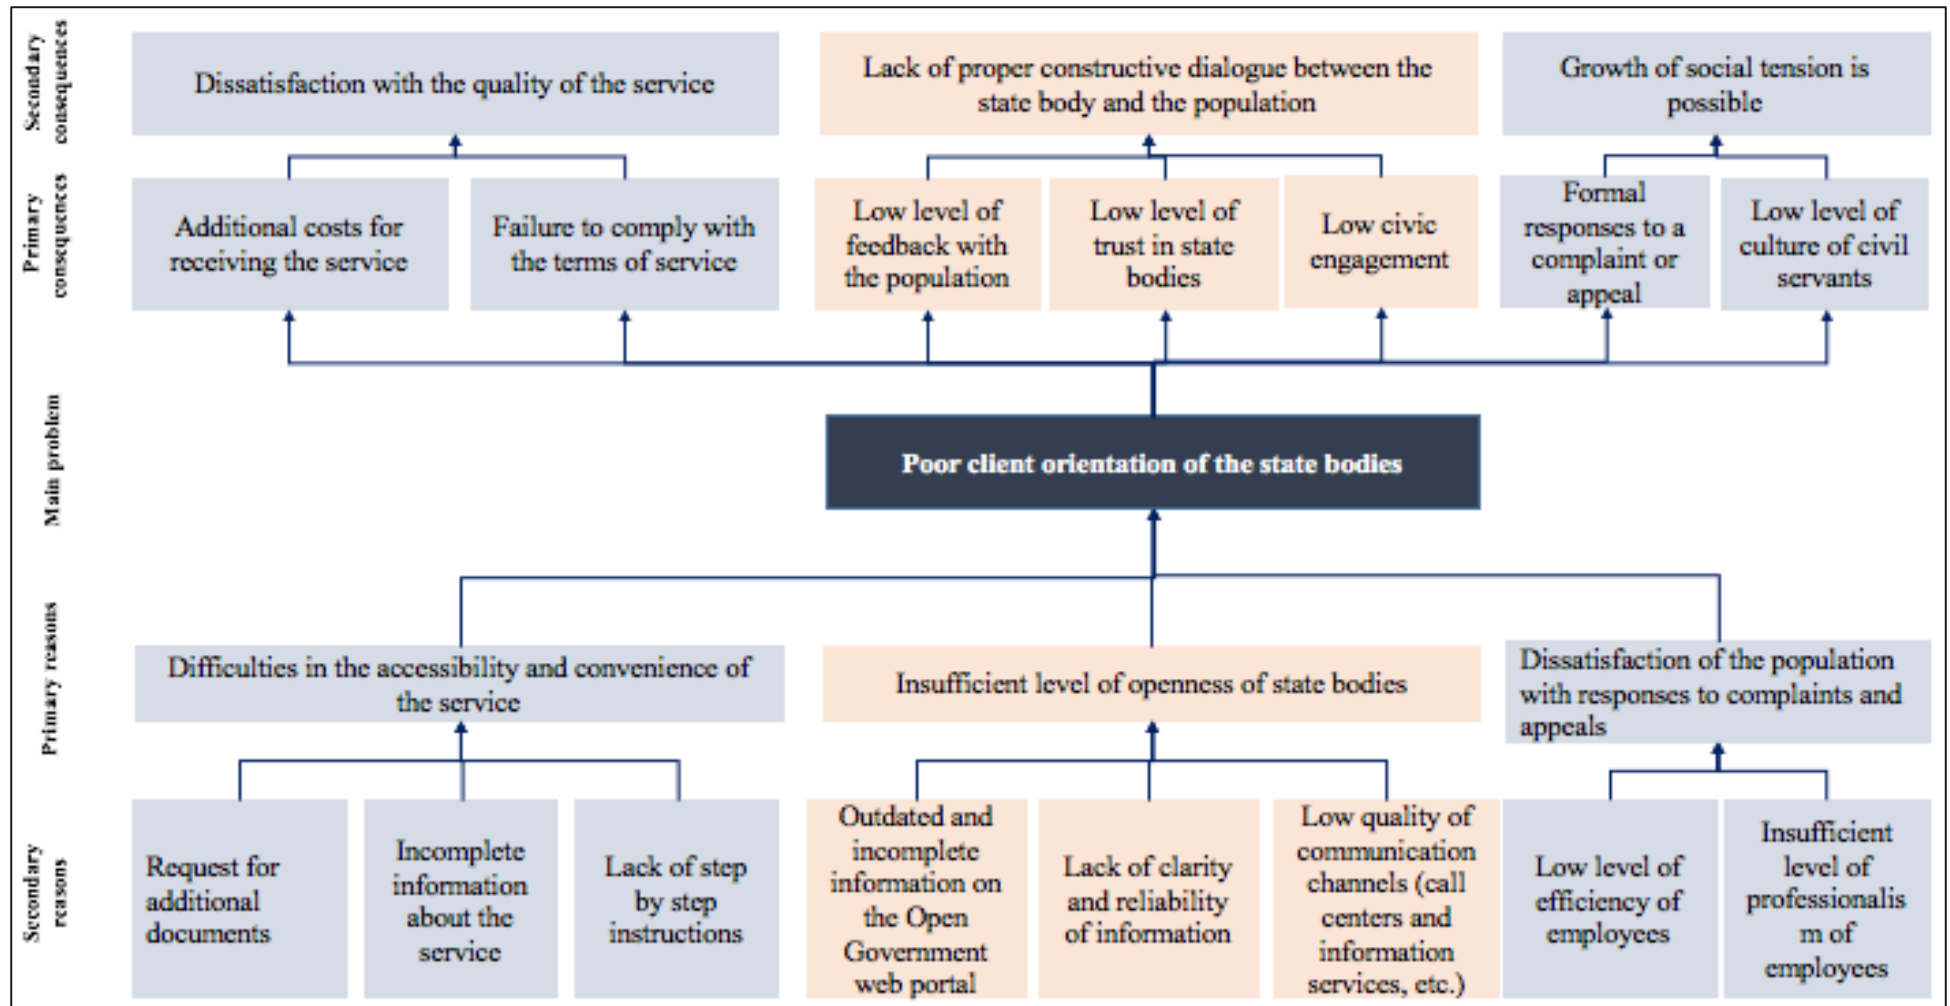 Secondary
consequences
Dissatisfaction with the quality of the service
Lack of proper constructive dialogue between the
state body and the population
Growth of social tension is
possible
Primary
consequences
Additional costs for
receiving the service
Failure to comply with
the terms of service
Low level of
feedback with
the population
Low level of
trust in state
bodies
Low civic
engagement
Formal
responses to a
complaint or
appeal
Low level of
culture of civil
servants
Main problem
Poor client orientation of the state bodies
Primary reasons
Difficulties in the accessibility and convenience of
the service
Insufficient level of openness of state bodies
Dissatisfaction of the population
with responses to complaints and
appeals
Secondary
reasons
Request for
additional
documents
Incomplete
information
about the
service
Lack of step
by step
instructions
Outdated and
incomplete
information on
the Open
Government
web portal
Lack of clarity
and reliability
of information
Low quality of
communication
channels (call
centers and
information
services, etc.)
Low level of
efficiency of
employees
Insufficient
level of
professionalis
m of
employees